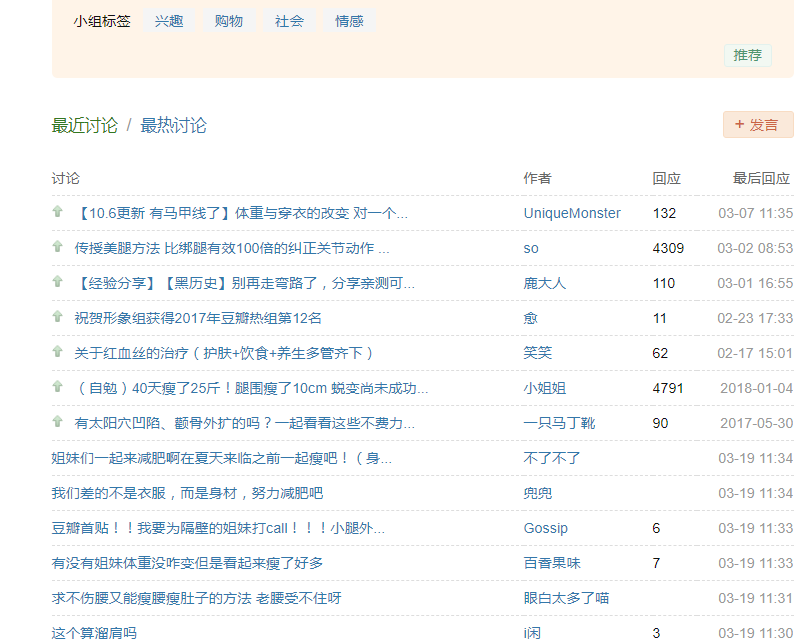 小组标签 兴趣 购物 社会 情感
推荐
最近讨论 / 最热讨论 + 发言
讨论 作者 回应 最后回应
【10.6更新 有马甲线了】体重与穿衣的改变 对一个... UniqueMonster 132 03-07 11:35
传授美腿方法 比绑腿有效100倍的纠正关节动作 ... so 4309 03-02 08:53
【经验分享】【黑历史】别再走弯路了，分享亲测可... 鹿大人 110 03-01 16:55
祝贺形象组获得2017年豆瓣热组第12名 愈 11 02-23 17:33
关于红血丝的治疗（护肤+饮食+养生多管齐下） 笑笑 62 02-17 15:01
（自勉）40天瘦了25斤！腿围瘦了10cm 蜕变尚未成功... 小姐姐 4791 2018-01-04
有太阳穴凹陷、颧骨外扩的吗？一起看看这些不费力... 一只马丁靴 90 2017-05-30
姐妹们一起来减肥啊在夏天来临之前一起瘦吧！（身... 不了不了 03-19 11:34
我们差的不是衣服，而是身材，努力减肥吧 兜兜 03-19 11:34
豆瓣首贴！！我要为隔壁的姐妹打call！！！小腿外... Gossip 6 03-19 11:33
有没有姐妹体重没咋变但是看起来瘦了好多 百香果味 7 03-19 11:33
求不伤腰又能瘦腰瘦肚子的方法 老腰受不住呀 眼白太多了喵 03-19 11:31
这个算溜肩吗 i闲 3 03-19 11:30